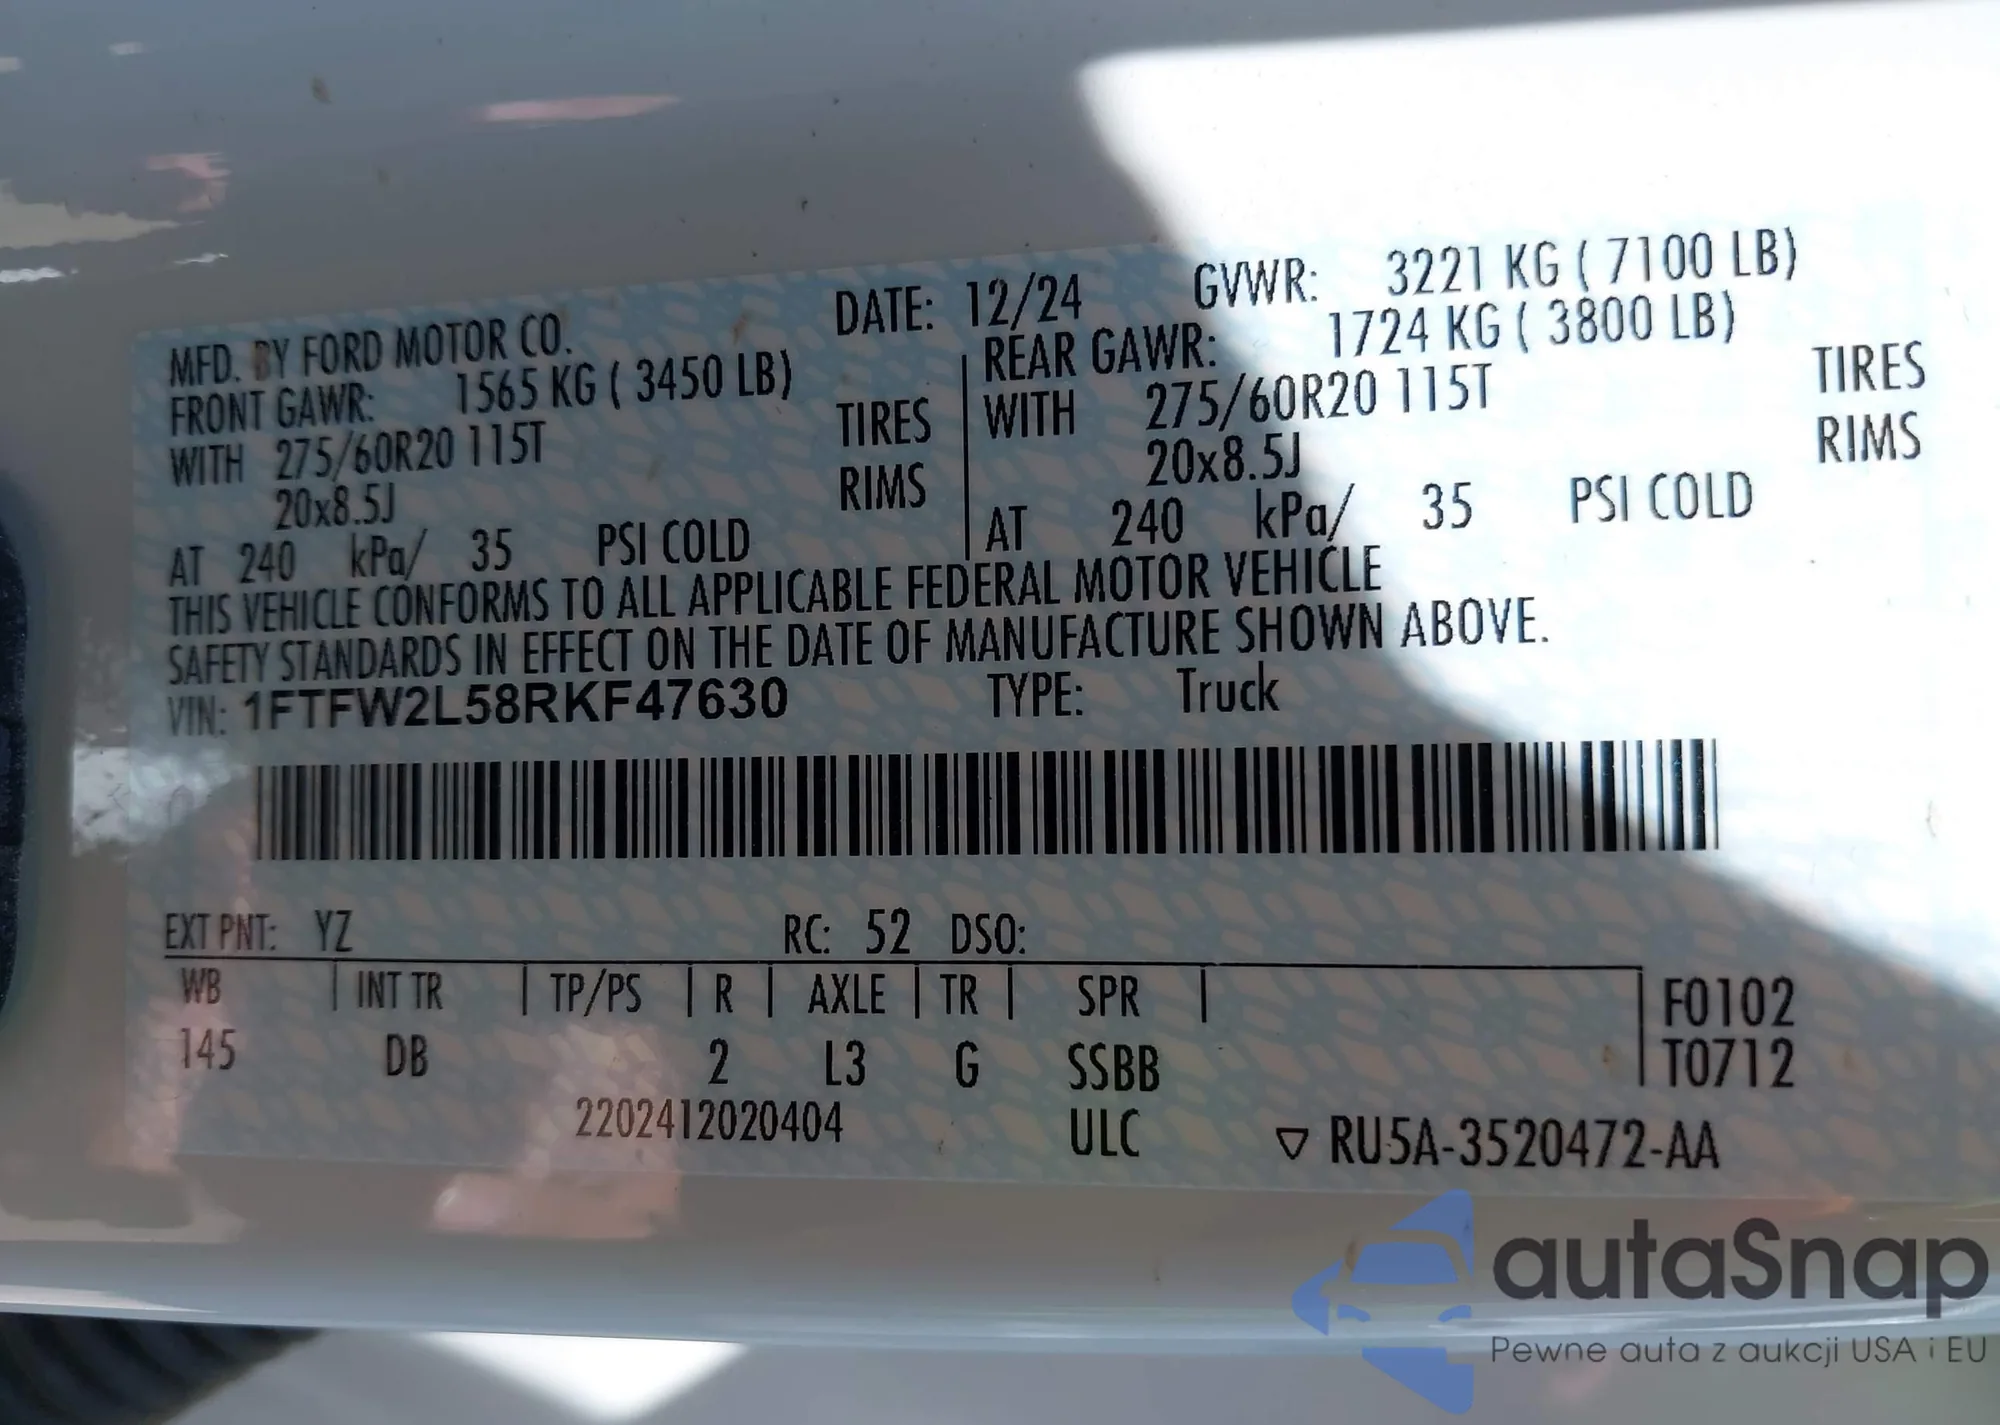 MFD. BY FORD MOTOR CO. DATE: 12/24 GVWR: 3221 KG ( 7100 LB)
FRONT GAWR: 1565 KG ( 3450 LB) REAR GAWR: 1724 KG ( 3800 LB)
WITH 275/60R20 115T TIRES WITH 275/60R20 115T TIRES
20x8.5J RIMS 20x8.5J RIMS
AT 240 kPa/ 35 PSI COLD AT 240 kPa/ 35 PSI COLD
THIS VEHICLE CONFORMS TO ALL APPLICABLE FEDERAL MOTOR VEHICLE
SAFETY STANDARDS IN EFFECT ON THE DATE OF MANUFACTURE SHOWN ABOVE.
VIN: 1FTFW2L58RKF47630 TYPE: Truck
EXT PNT: YZ RC: 52 DSO:
WB INT TR TP/PS R AXLE TR SPR F0102
145 DB 2 L3 G SSBB T0712
2202412020404 ULC ▽ RU5A-3520472-AA
autaSnap
Pewne auta z aukcji USA i EU